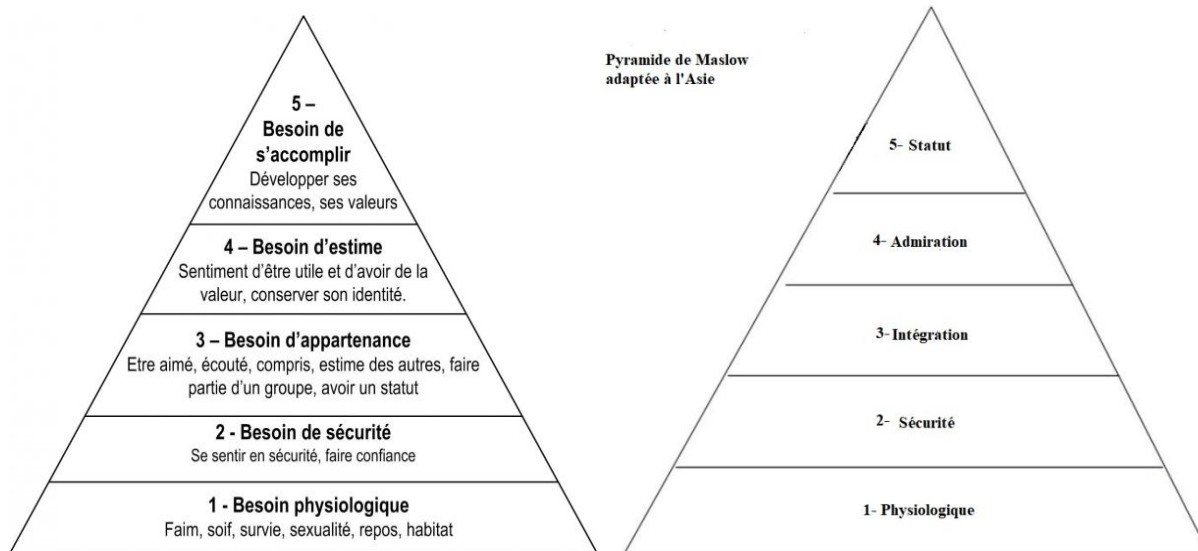 5 –
Besoin de
s’accomplir
Développer ses
connaissances, ses valeurs
4 – Besoin d’estime
Sentiment d’être utile et d’avoir de la
valeur, conserver son identité.
3 – Besoin d’appartenance
Etre aimé, écouté, compris, estime des autres, faire
partie d’un groupe, avoir un statut
2 - Besoin de sécurité
Se sentir en sécurité, faire confiance
1 - Besoin physiologique
Faim, soif, survie, sexualité, repos, habitat
Pyramide de Maslow
adaptée à l'Asie
5- Statut
4- Admiration
3- Intégration
2- Sécurité
1- Physiologique